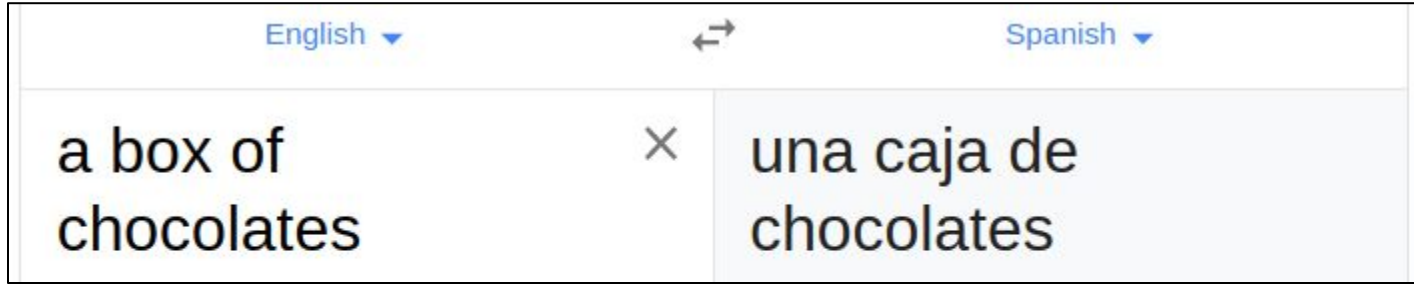 English Spanish
a box of
chocolates
una caja de
chocolates